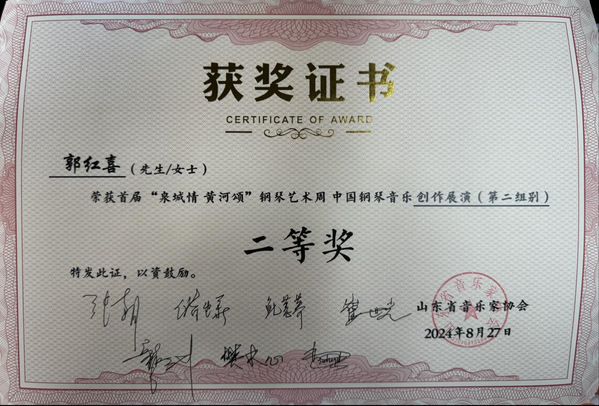 获奖证书
CERTIFICATE OF AWARD
郭红喜（先生/女士）
荣获首届“泉城情 黄河颂”钢琴艺术周 中国钢琴音乐创作展演（第二组别）
二等奖
特发此证，以资鼓励。
山东省音乐家协会
2024年8月27日